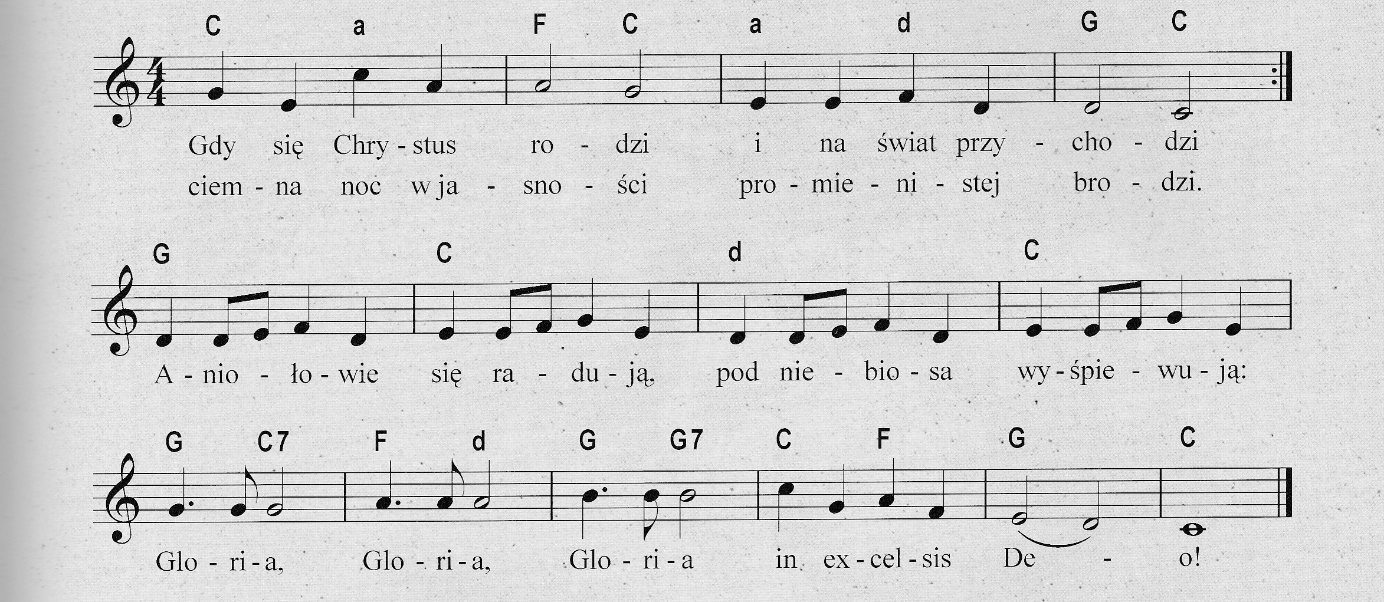 C a F C a d G C
4
4
Gdy się Chry - stus ro - dzi i na świat przy - cho - dzi
ciem - na noc w ja - sno - ści pro - mie - ni - stej bro - dzi.
G C d C
A - nio - ło - wie się ra - du - ją, pod nie - bio - sa wy - śpie - wu - ją:
G C7 F d G G7 C F G C
Glo - ri - a, Glo - ri - a, Glo - ri - a in ex - cel - sis De - o!